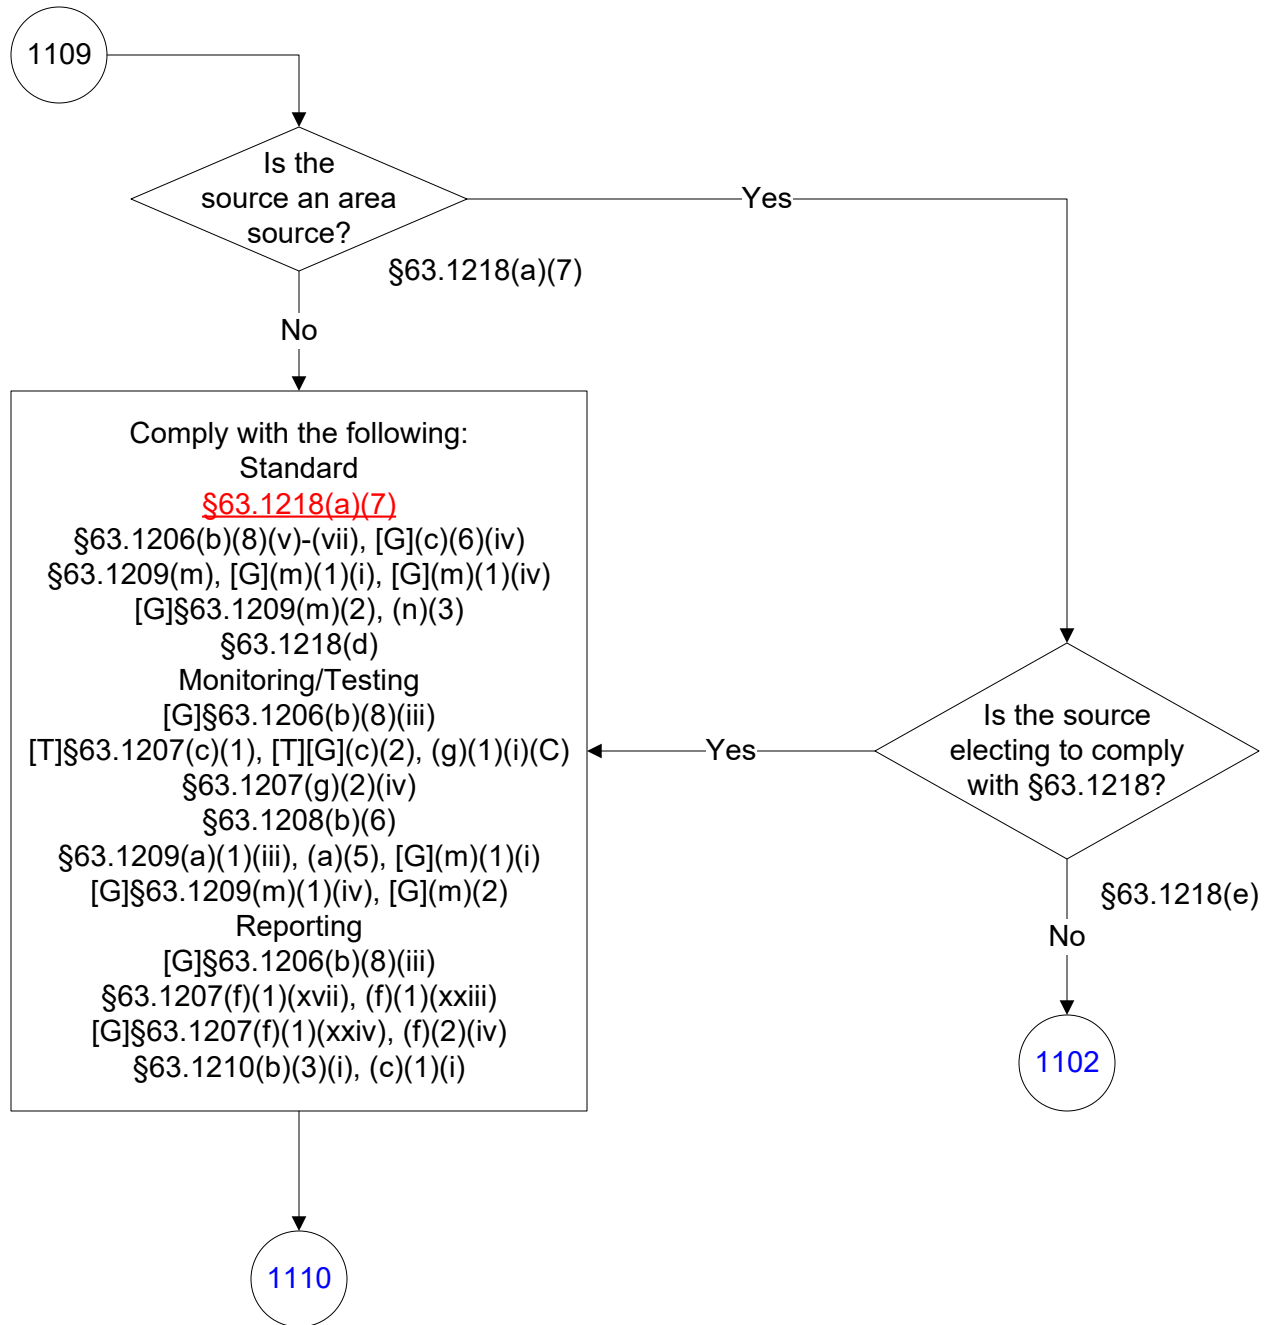 1109
Is the
source an area
source?
Yes
§63.1218(a)(7)
No
Comply with the following:
Standard
§63.1218(a)(7)
§63.1206(b)(8)(v)-(vii), [G](c)(6)(iv)
§63.1209(m), [G](m)(1)(i), [G](m)(1)(iv)
[G]§63.1209(m)(2), (n)(3)
§63.1218(d)
Monitoring/Testing
[G]§63.1206(b)(8)(iii)
[T]§63.1207(c)(1), [T][G](c)(2), (g)(1)(i)(C)
§63.1207(g)(2)(iv)
§63.1208(b)(6)
§63.1209(a)(1)(iii), (a)(5), [G](m)(1)(i)
[G]§63.1209(m)(1)(iv), [G](m)(2)
Reporting
[G]§63.1206(b)(8)(iii)
§63.1207(f)(1)(xvii), (f)(1)(xxiii)
[G]§63.1207(f)(1)(xxiv), (f)(2)(iv)
§63.1210(b)(3)(i), (c)(1)(i)
Yes
Is the source
electing to comply
with §63.1218?
§63.1218(e)
No
1102
1110